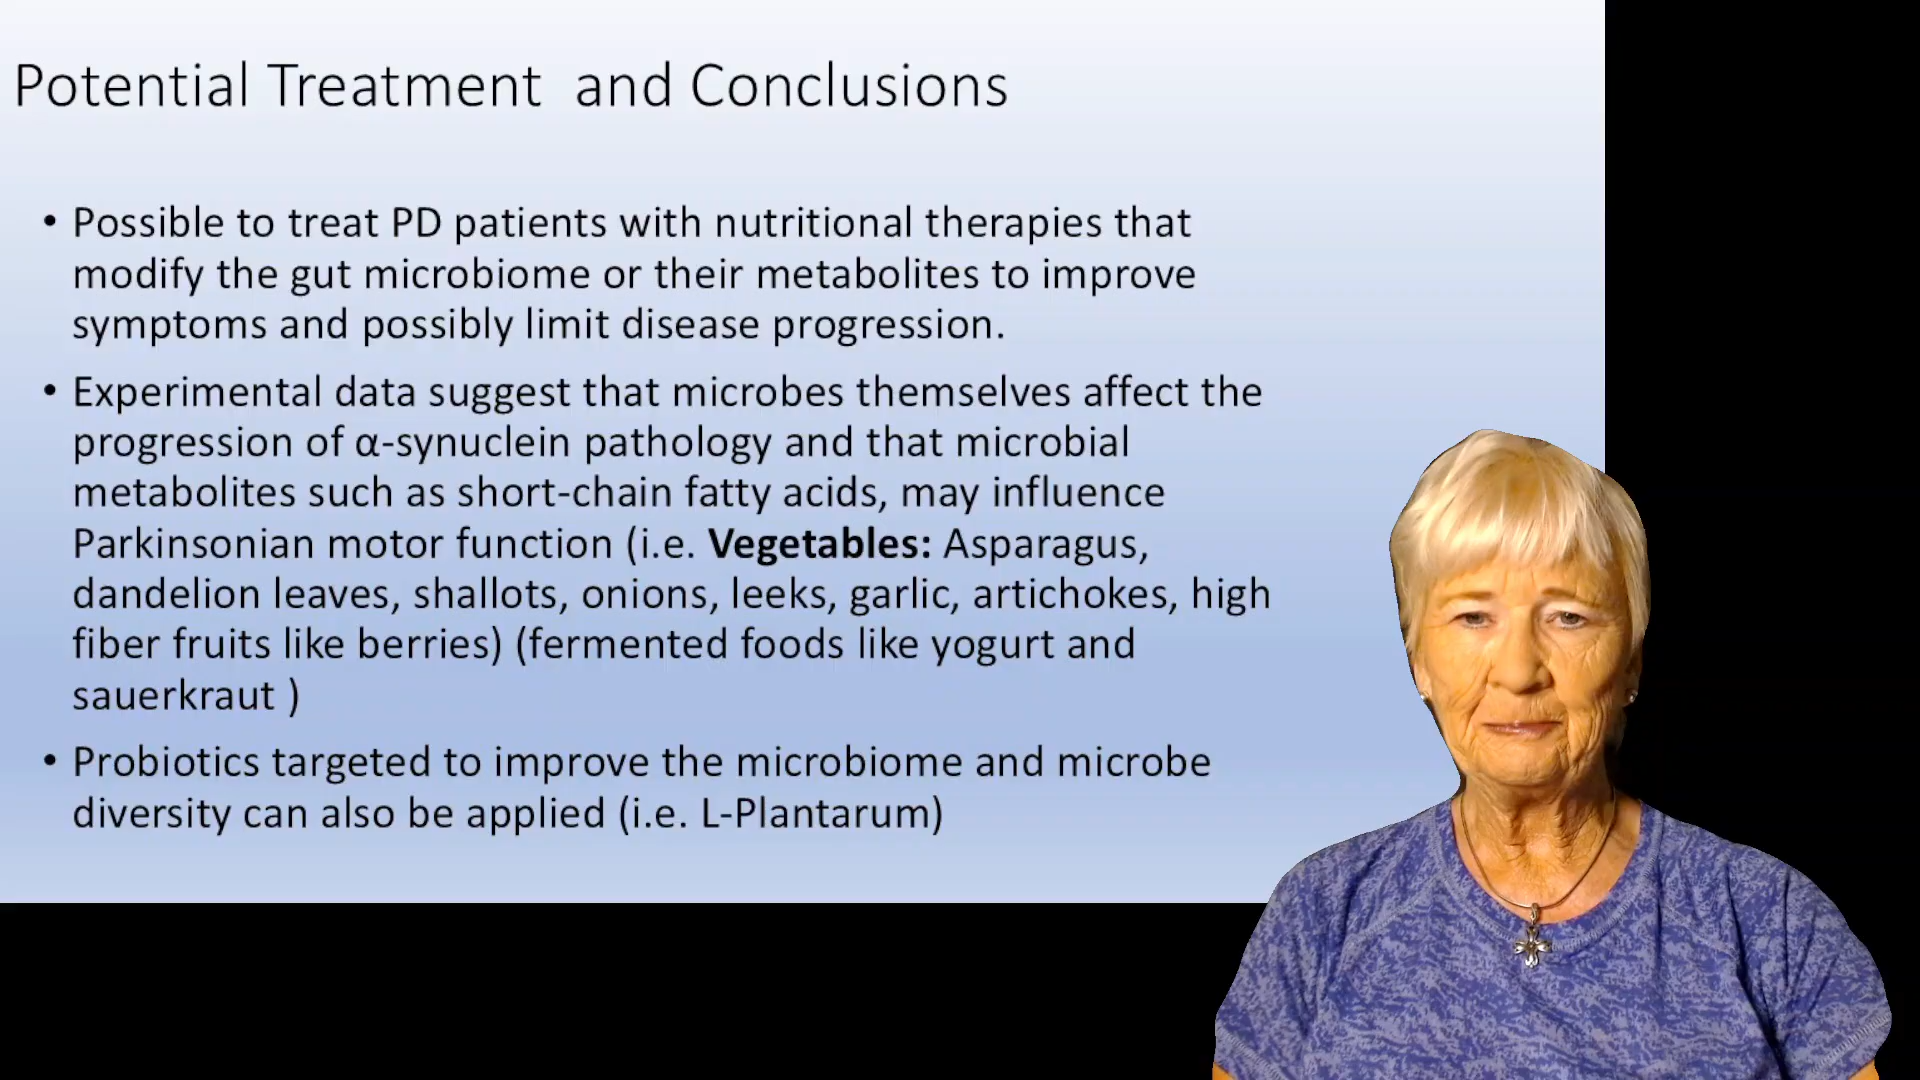 Potential Treatment and Conclusions
• Possible to treat PD patients with nutritional therapies that
modify the gut microbiome or their metabolites to improve
symptoms and possibly limit disease progression.
• Experimental data suggest that microbes themselves affect the
progression of α-synuclein pathology and that microbial
metabolites such as short-chain fatty acids, may influence
Parkinsonian motor function (i.e. Vegetables: Asparagus,
dandelion leaves, shallots, onions, leeks, garlic, artichokes, high
fiber fruits like berries) (fermented foods like yogurt and
sauerkraut )
• Probiotics targeted to improve the microbiome and microbe
diversity can also be applied (i.e. L-Plantarum)